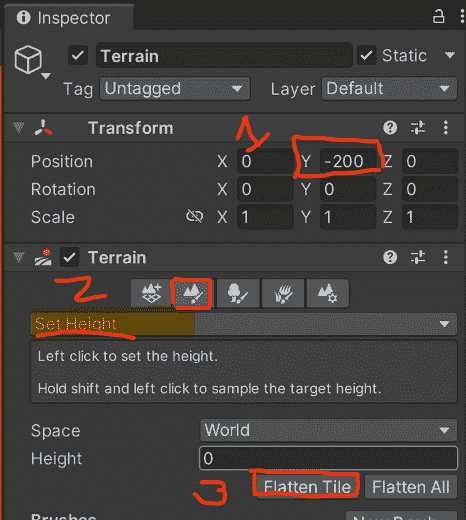 Inspector
Terrain Static
Tag Untagged Layer Default
Transform 1
Position X 0 Y -200 Z 0
Rotation X 0 Y 0 Z 0
Scale X 1 Y 1 Z 1
Terrain
2
Set Height
Left click to set the height.
Hold shift and left click to sample the target height.
Space World
Height 0
3 Flatten Tile Flatten All